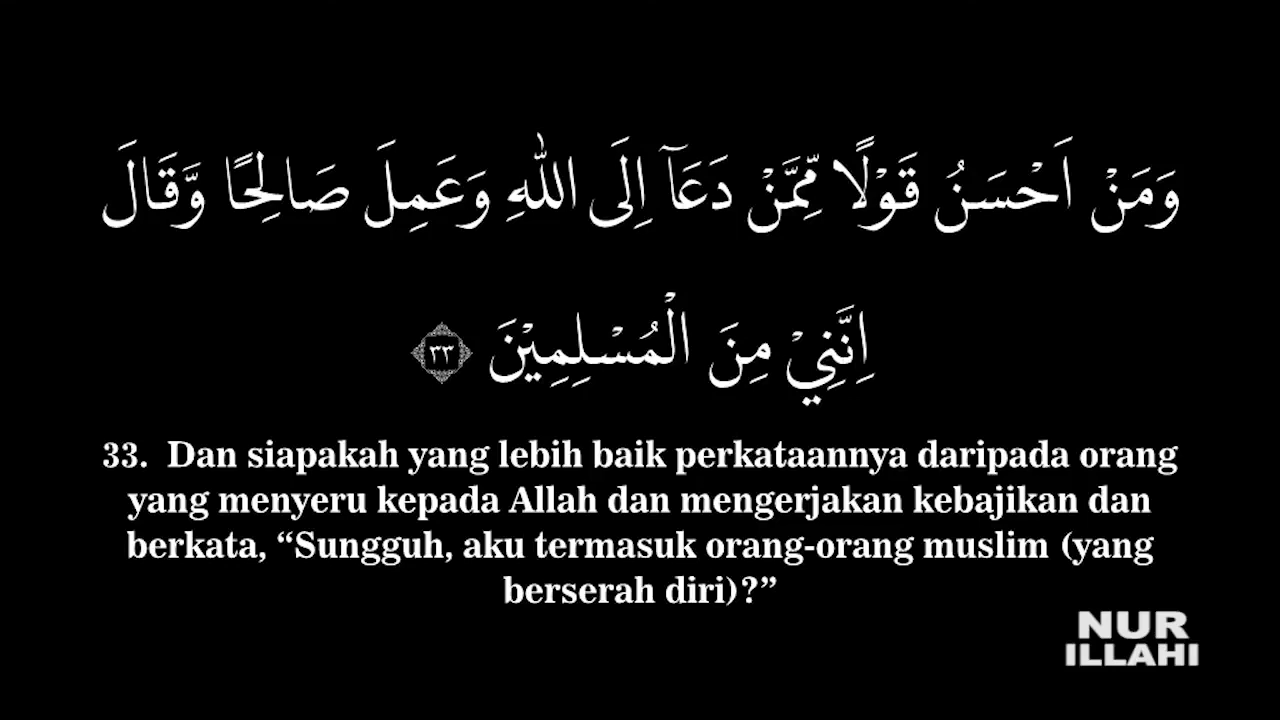 وَمَنْ اَحْسَنُ قَوْلًا مِّمَّنْ دَعَآ اِلَى اللّٰهِ وَعَمِلَ صَالِحًا وَّقَالَ
اِنَّنِيْ مِنَ الْمُسْلِمِيْنَ ٣٣
33. Dan siapakah yang lebih baik perkataannya daripada orang
yang menyeru kepada Allah dan mengerjakan kebajikan dan
berkata, “Sungguh, aku termasuk orang-orang muslim (yang
berserah diri)?”
NUR
ILLAHI